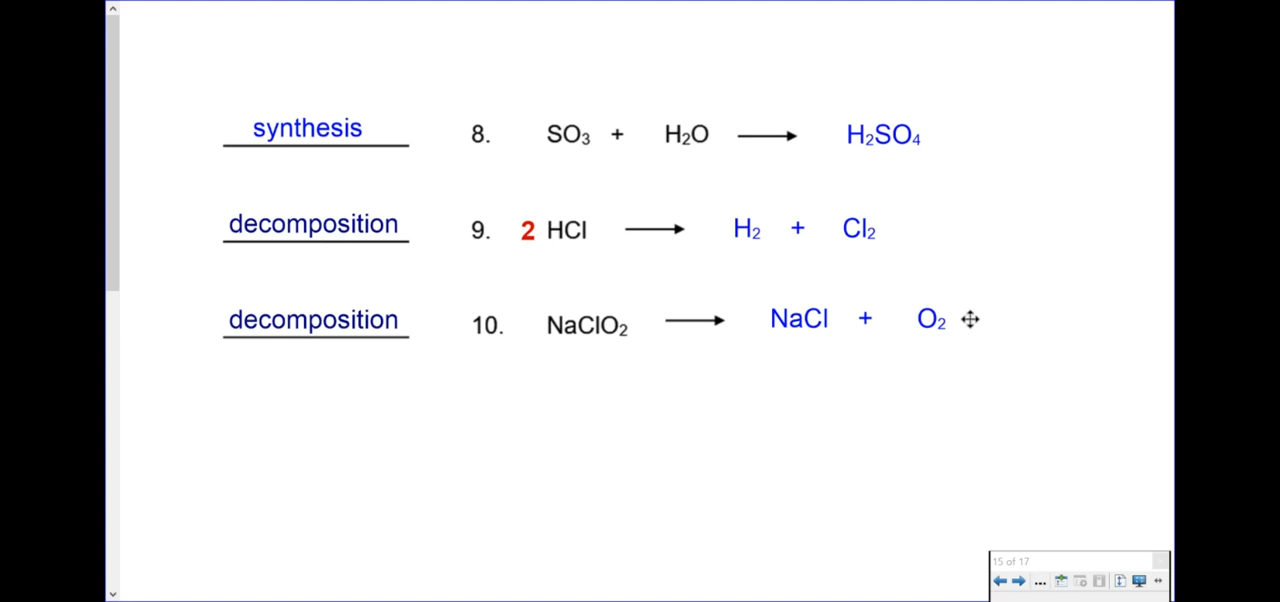 synthesis 8. SO₃ + H₂O ⟶ H₂SO₄
decomposition 9. 2 HCl ⟶ H₂ + Cl₂
decomposition 10. NaClO₂ ⟶ NaCl + O₂
15 of 17
...